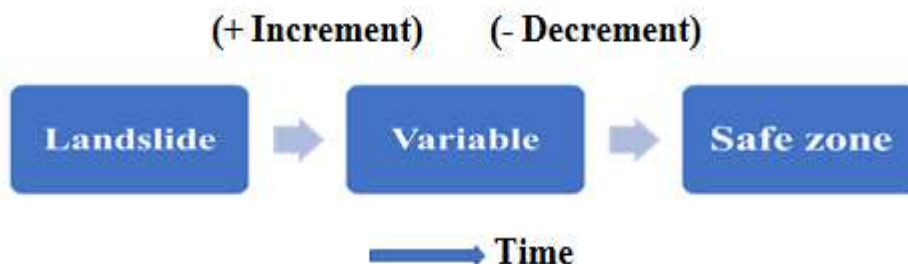 (+ Increment) (- Decrement)
Landslide Variable Safe zone
Time